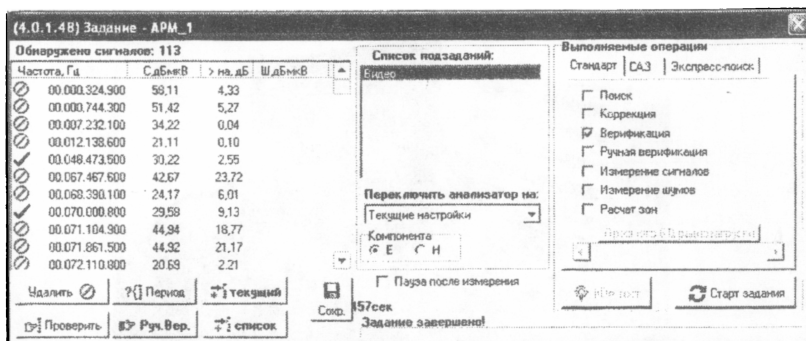 (4.0.1.48) Задание - АРМ_1
Обнаружено сигналов: 113
Частота, Гц С,дБмкВ > на, дБ Ш,дБмкВ
00.000.324.900 58,11 4,33
00.000.744.300 51,42 5,27
00.007.232.100 34,22 0,04
00.012.138.600 21,11 0,10
00.048.473.500 30,22 2,55
00.067.467.600 42,67 23,72
00.068.390.100 24,17 6,01
00.070.000.800 29,58 9,13
00.071.104.900 44,94 18,77
00.071.861.500 44,92 21,17
00.072.110.800 20,69 2,21
Удалить
?{} Период
текущий
Проверить
Руч.Вер.
список
Сохр.
Список подзаданий:
Видео
Переключить анализатор на:
Текущие настройки
Компонента
E H
Пауза после измерения
457сек
Задание завершено!
Выполняемые операции
Стандарт САЗ Экспресс-поиск
Поиск
Коррекция
Верификация
Ручная верификация
Измерение сигналов
Измерение шумов
Расчет зон
Старт задания